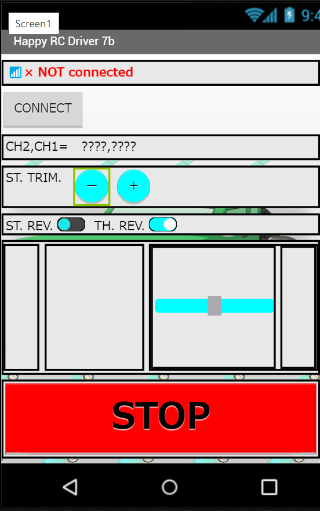 Screen1
9:4
Happy RC Driver 7b
× NOT connected
CONNECT
CH2,CH1= ????,????
ST. TRIM. − +
ST. REV. TH. REV.
STOP